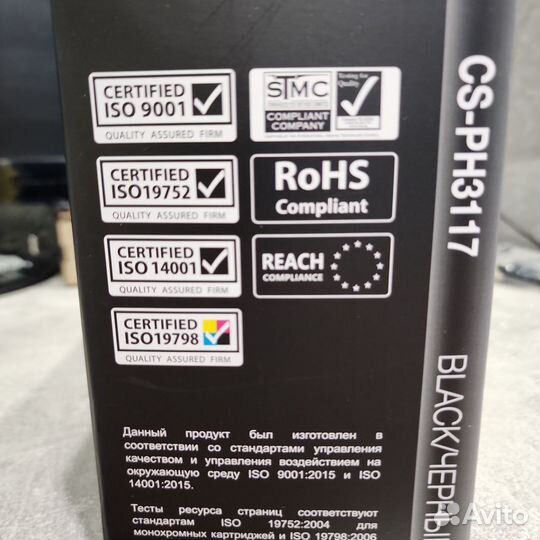 CERTIFIED
ISO 9001
QUALITY ASSURED FIRM
STMC
Testing for
Quality
COMPLIANT
COMPANY
CERTIFIED
ISO19752
QUALITY ASSURED FIRM
RoHS
Compliant
CERTIFIED
ISO 14001
QUALITY ASSURED FIRM
REACH
COMPLIANCE
CERTIFIED
ISO19798
QUALITY ASSURED FIRM
Данный продукт был изготовлен в
соответствии со стандартами управления
качеством и управления воздействием на
окружающую среду ISO 9001:2015 и ISO
14001:2015.
Тесты ресурса страниц соответствуют
стандартам ISO 19752:2004 для
монохромных картриджей и ISO 19798:2006
CS-PH3117
BLACK/ЧЕРНЫ
Avito